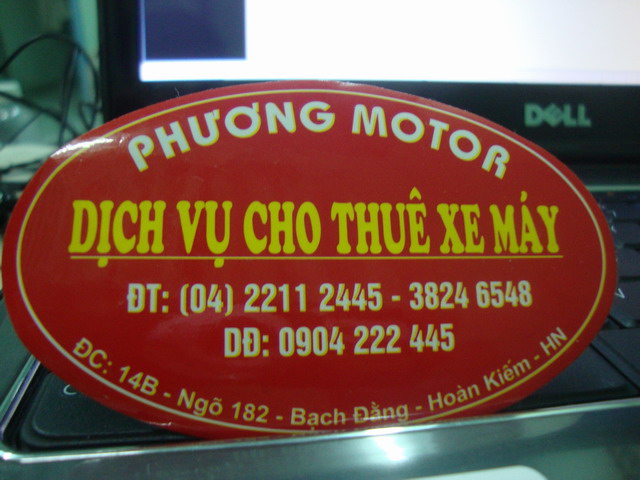 PHƯƠNG MOTOR
DỊCH VỤ CHO THUÊ XE MÁY
ĐT: (04) 2211 2445 - 3824 6548
DĐ: 0904 222 445
ĐC: 14B - Ngõ 182 - Bạch Đằng - Hoàn Kiếm - HN
DELL